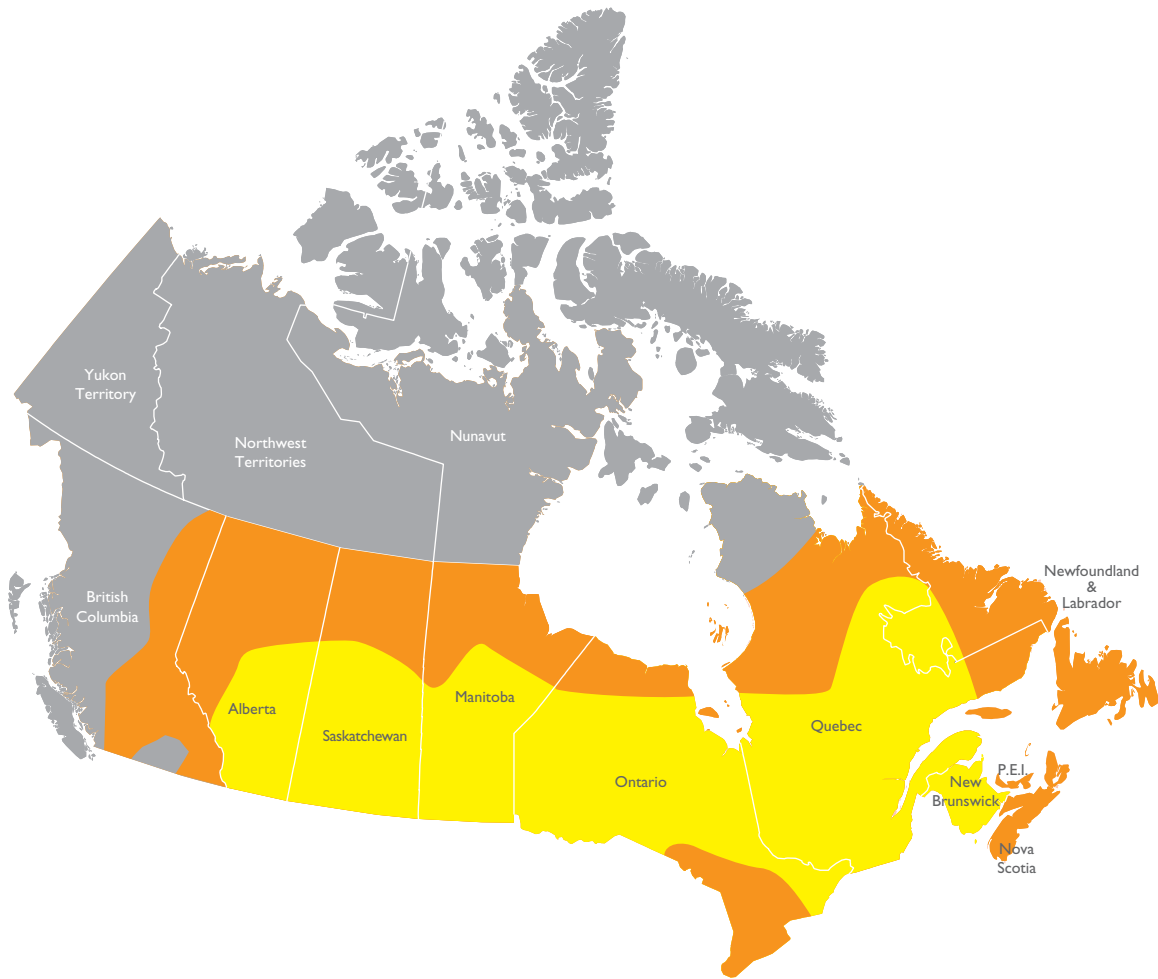 Yukon
Territory
Northwest
Territories
Nunavut
British
Columbia
Newfoundland
&
Labrador
Alberta
Saskatchewan
Manitoba
Ontario
Quebec
P.E.I.
New
Brunswick
Nova
Scotia